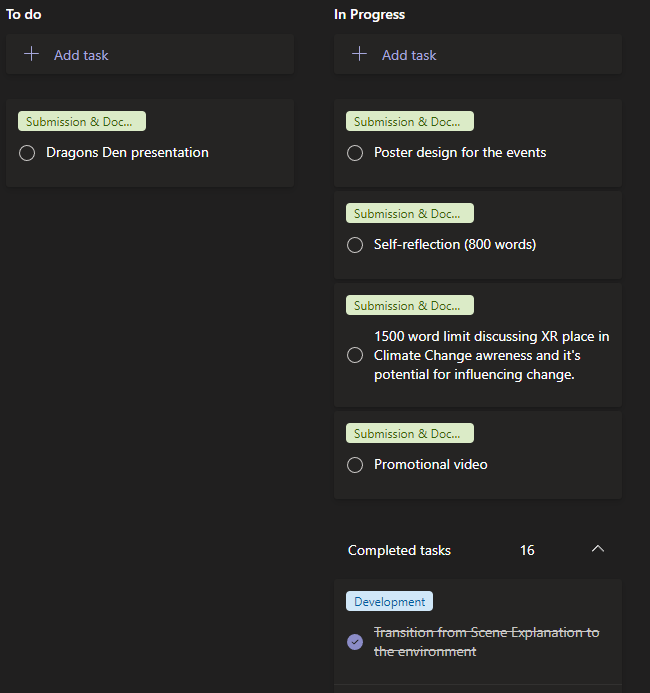 To do
Add task
Submission & Doc...
Dragons Den presentation
In Progress
Add task
Submission & Doc...
Poster design for the events
Submission & Doc...
Self-reflection (800 words)
Submission & Doc...
1500 word limit discussing XR place in
Climate Change awreness and it's
potential for influencing change.
Submission & Doc...
Promotional video
Completed tasks 16
Development
Transition from Scene Explanation to
the environment